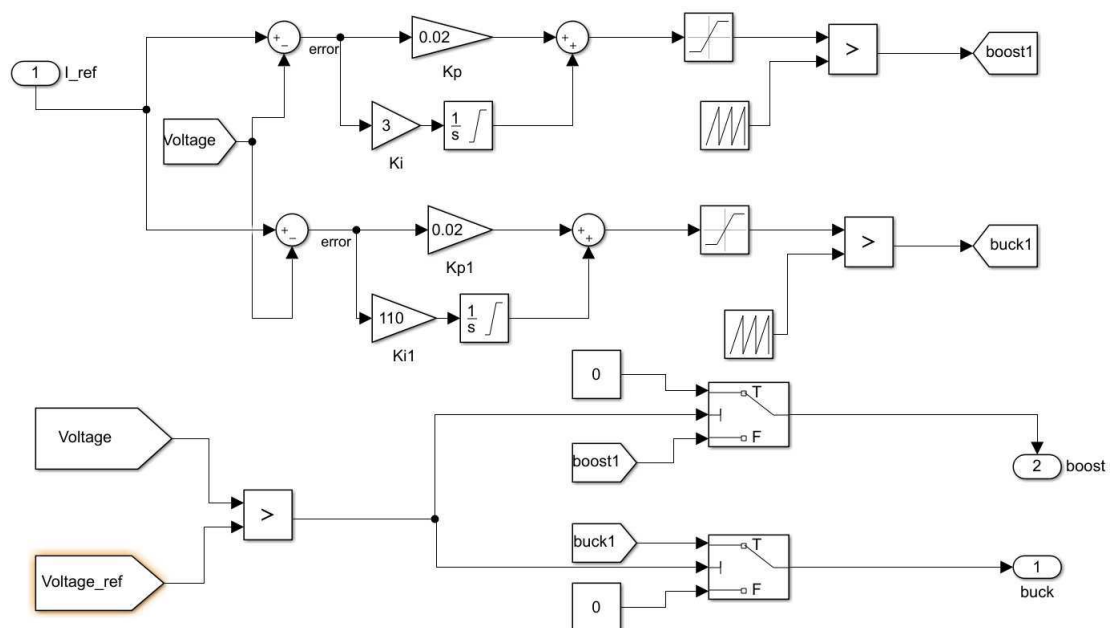 1
I_ref
+
−
error
0.02
Kp
+
+
>
boost1
Voltage
3
Ki
1
s
+
−
error
0.02
Kp1
+
+
>
buck1
110
Ki1
1
s
0
T
F
Voltage
boost1
2
boost
>
Voltage_ref
buck1
T
F
1
buck
0